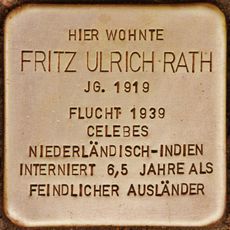 HIER WOHNTE
FRITZ ULRICH RATH
JG. 1919
FLUCHT 1939
CELEBES
NIEDERLÄNDISCH-INDIEN
INTERNIERT 6,5 JAHRE ALS
FEINDLICHER AUSLÄNDER